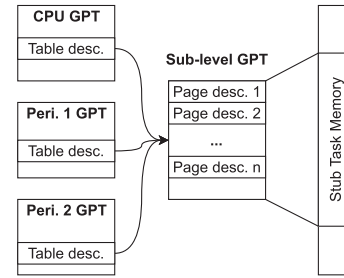 CPU GPT
Table desc.
Peri. 1 GPT
Table desc.
Peri. 2 GPT
Table desc.
Sub-level GPT
Page desc. 1
Page desc. 2
...
Page desc. n
Stub Task Memory